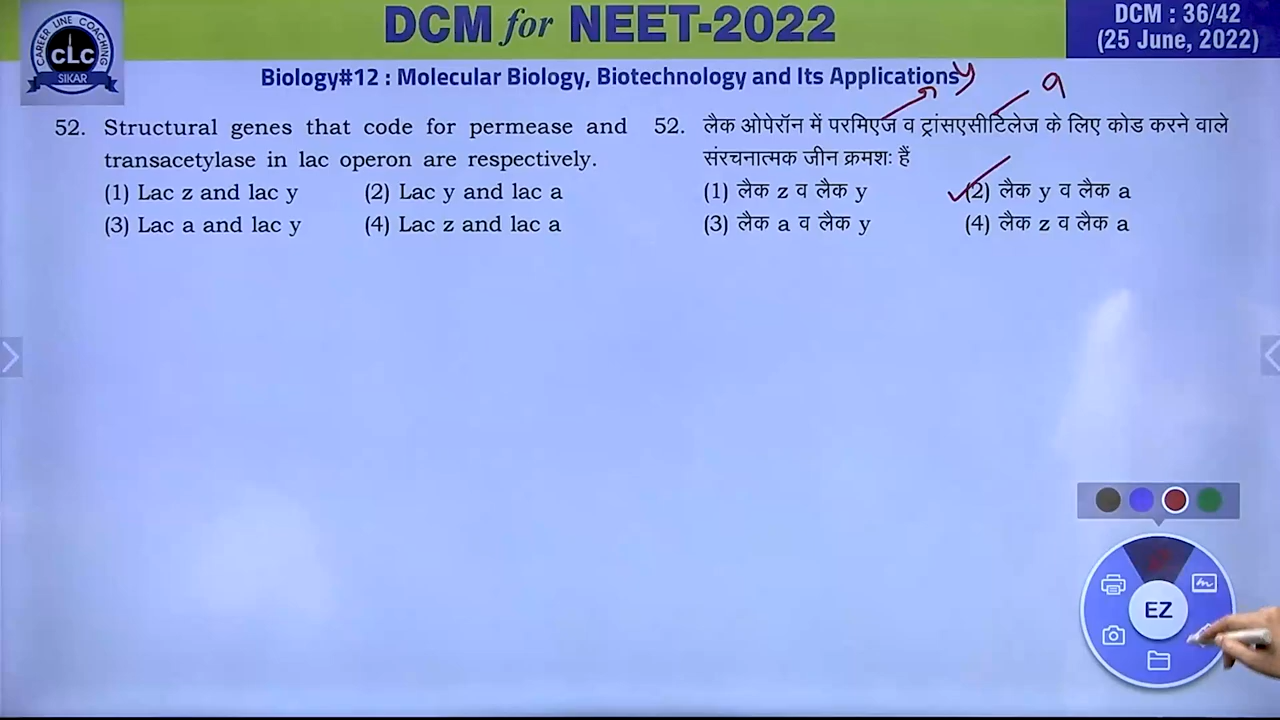 DCM for NEET-2022
DCM : 36/42
(25 June, 2022)
CAREER LINE COACHING
CLC
SIKAR
Biology#12 : Molecular Biology, Biotechnology and Its Applications
y
a
52. Structural genes that code for permease and
transacetylase in lac operon are respectively.
(1) Lac z and lac y (2) Lac y and lac a
(3) Lac a and lac y (4) Lac z and lac a
52. लैक ओपेरॉन में परमिएज व ट्रांसएसीटिलेज के लिए कोड करने वाले
संरचनात्मक जीन क्रमशः हैं
(1) लैक z व लैक y (2) लैक y व लैक a
(3) लैक a व लैक y (4) लैक z व लैक a
EZ